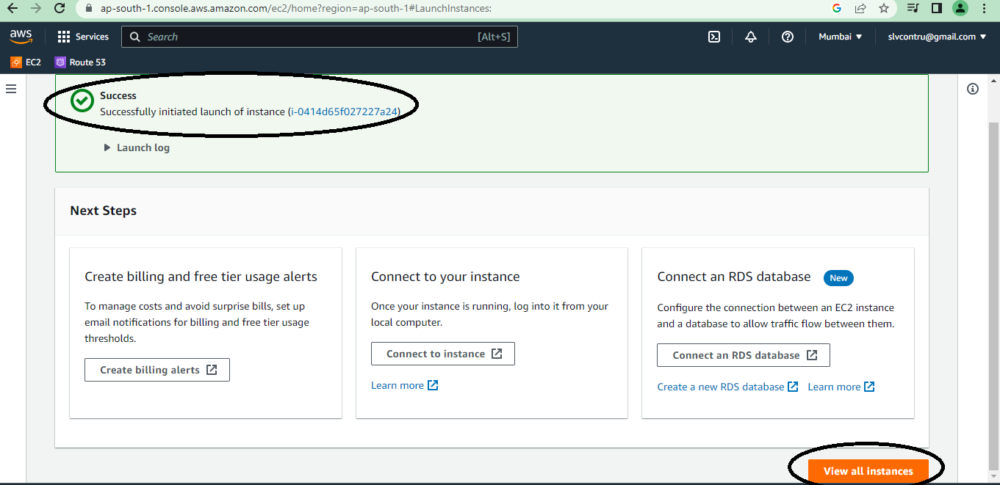 ap-south-1.console.aws.amazon.com/ec2/home?region=ap-south-1#LaunchInstances:
aws Services Search [Alt+S] Mumbai slvcontru@gmail.com
EC2 Route 53
Success
Successfully initiated launch of instance (i-0414d65f027227a24)
Launch log
Next Steps
Create billing and free tier usage alerts
To manage costs and avoid surprise bills, set up
email notifications for billing and free tier usage
thresholds.
Create billing alerts
Connect to your instance
Once your instance is running, log into it from your
local computer.
Connect to instance
Learn more
Connect an RDS database New
Configure the connection between an EC2 instance
and a database to allow traffic flow between them.
Connect an RDS database
Create a new RDS database Learn more
View all instances